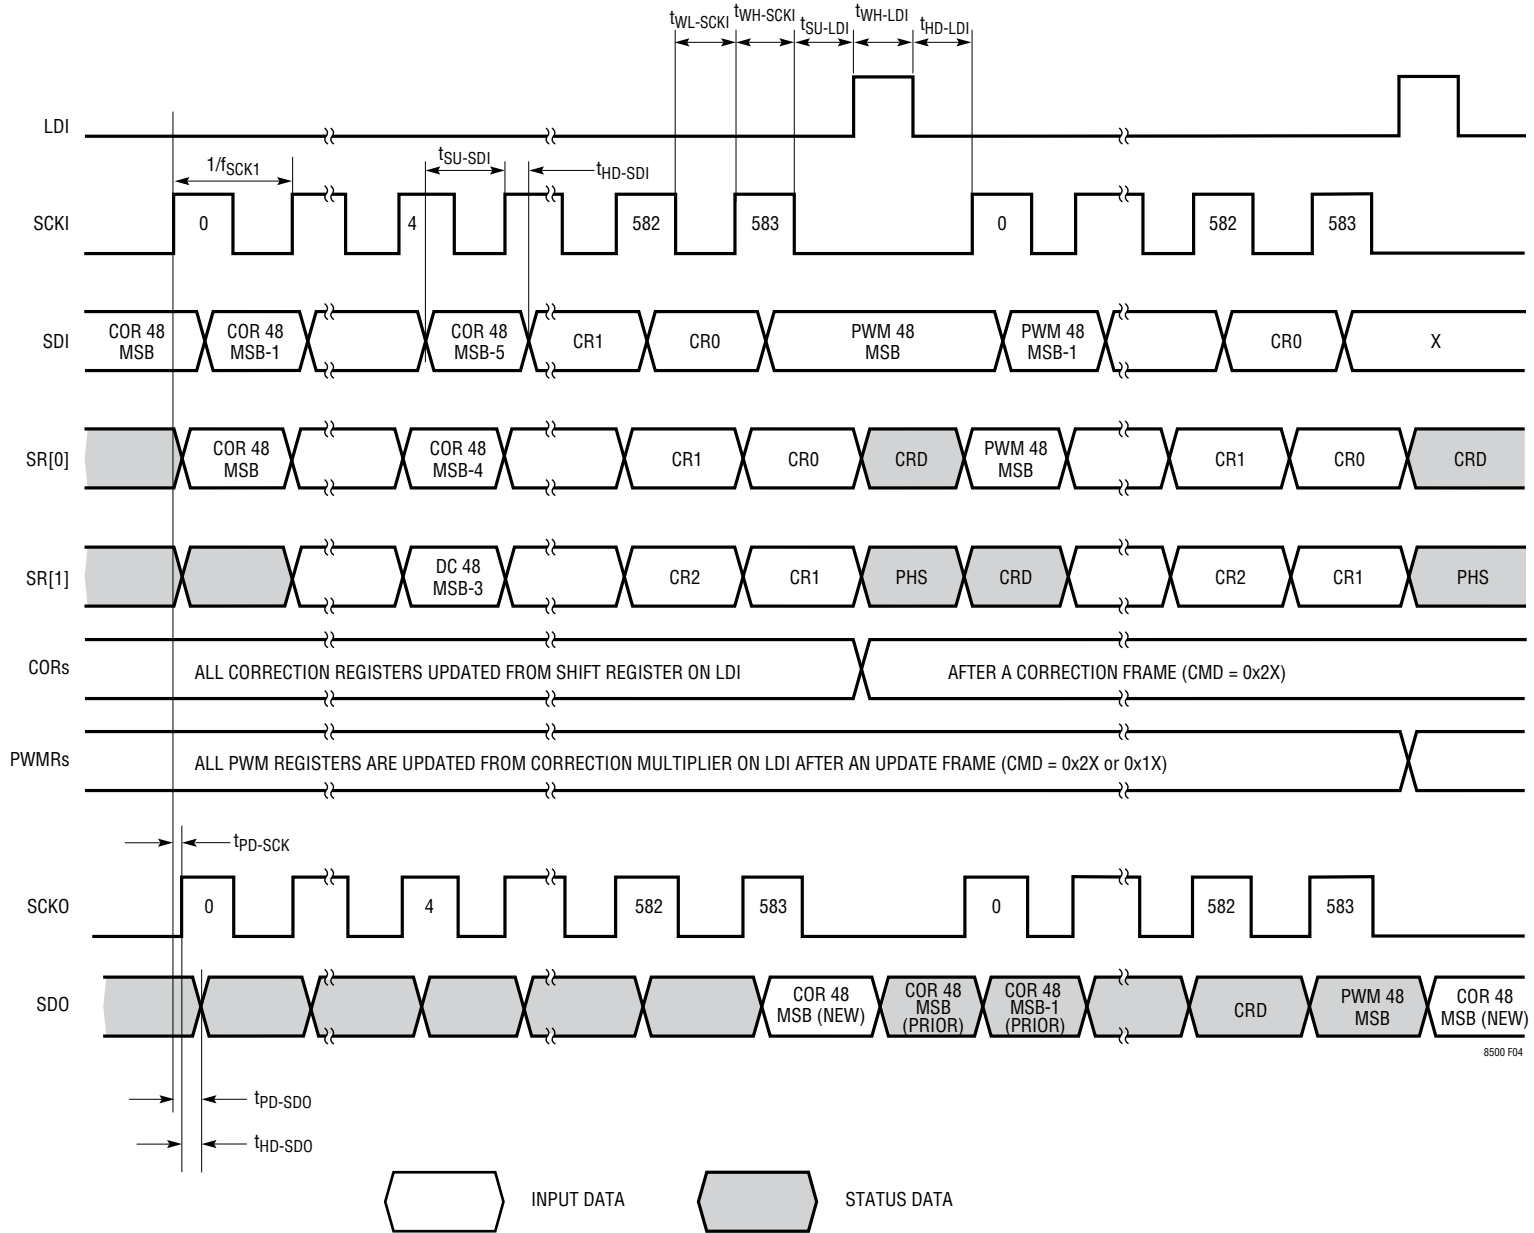 tWL-SCKI tWH-SCKI tSU-LDI tWH-LDI tHD-LDI
LDI
1/fSCK1 tSU-SDI tHD-SDI
SCKI 0 4 582 583 0 582 583
SDI
COR 48
MSB
COR 48
MSB-1
COR 48
MSB-5
CR1
CR0
PWM 48
MSB
PWM 48
MSB-1
CR0
X
SR[0]
COR 48
MSB
COR 48
MSB-4
CR1
CR0
CRD
PWM 48
MSB
CR1
CR0
CRD
SR[1]
DC 48
MSB-3
CR2
CR1
PHS
CRD
CR2
CR1
PHS
CORs
ALL CORRECTION REGISTERS UPDATED FROM SHIFT REGISTER ON LDI
AFTER A CORRECTION FRAME (CMD = 0x2X)
PWMRs
ALL PWM REGISTERS ARE UPDATED FROM CORRECTION MULTIPLIER ON LDI AFTER AN UPDATE FRAME (CMD = 0x2X or 0x1X)
tPD-SCK
SCKO 0 4 582 583 0 582 583
SDO
COR 48
MSB (NEW)
COR 48
MSB
(PRIOR)
COR 48
MSB-1
(PRIOR)
CRD
PWM 48
MSB
COR 48
MSB (NEW)
8500 F04
tPD-SDO
tHD-SDO
INPUT DATA
STATUS DATA